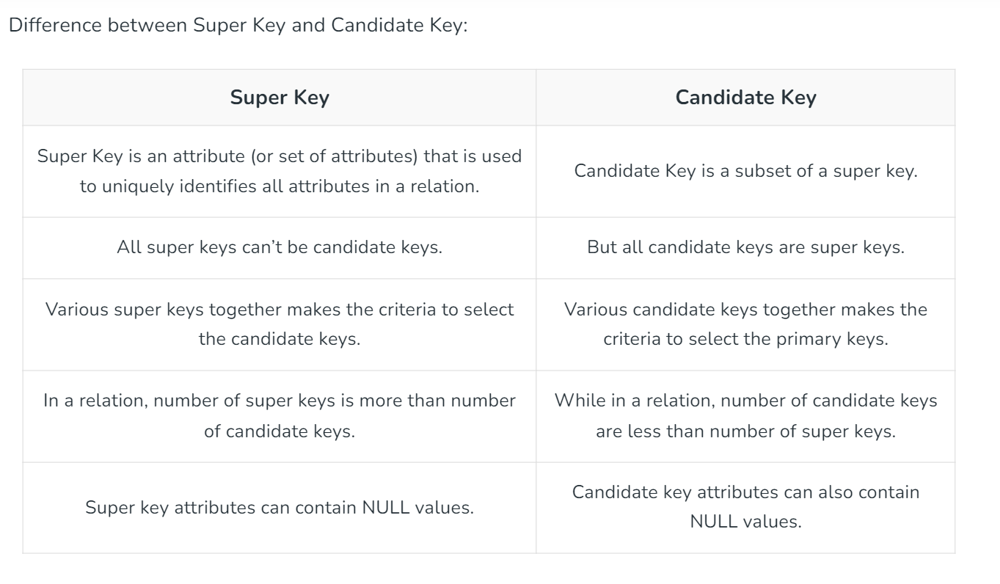 Difference between Super Key and Candidate Key:
Super Key
Candidate Key
Super Key is an attribute (or set of attributes) that is used
to uniquely identifies all attributes in a relation.
Candidate Key is a subset of a super key.
All super keys can’t be candidate keys.
But all candidate keys are super keys.
Various super keys together makes the criteria to select
the candidate keys.
Various candidate keys together makes the
criteria to select the primary keys.
In a relation, number of super keys is more than number
of candidate keys.
While in a relation, number of candidate keys
are less than number of super keys.
Super key attributes can contain NULL values.
Candidate key attributes can also contain
NULL values.